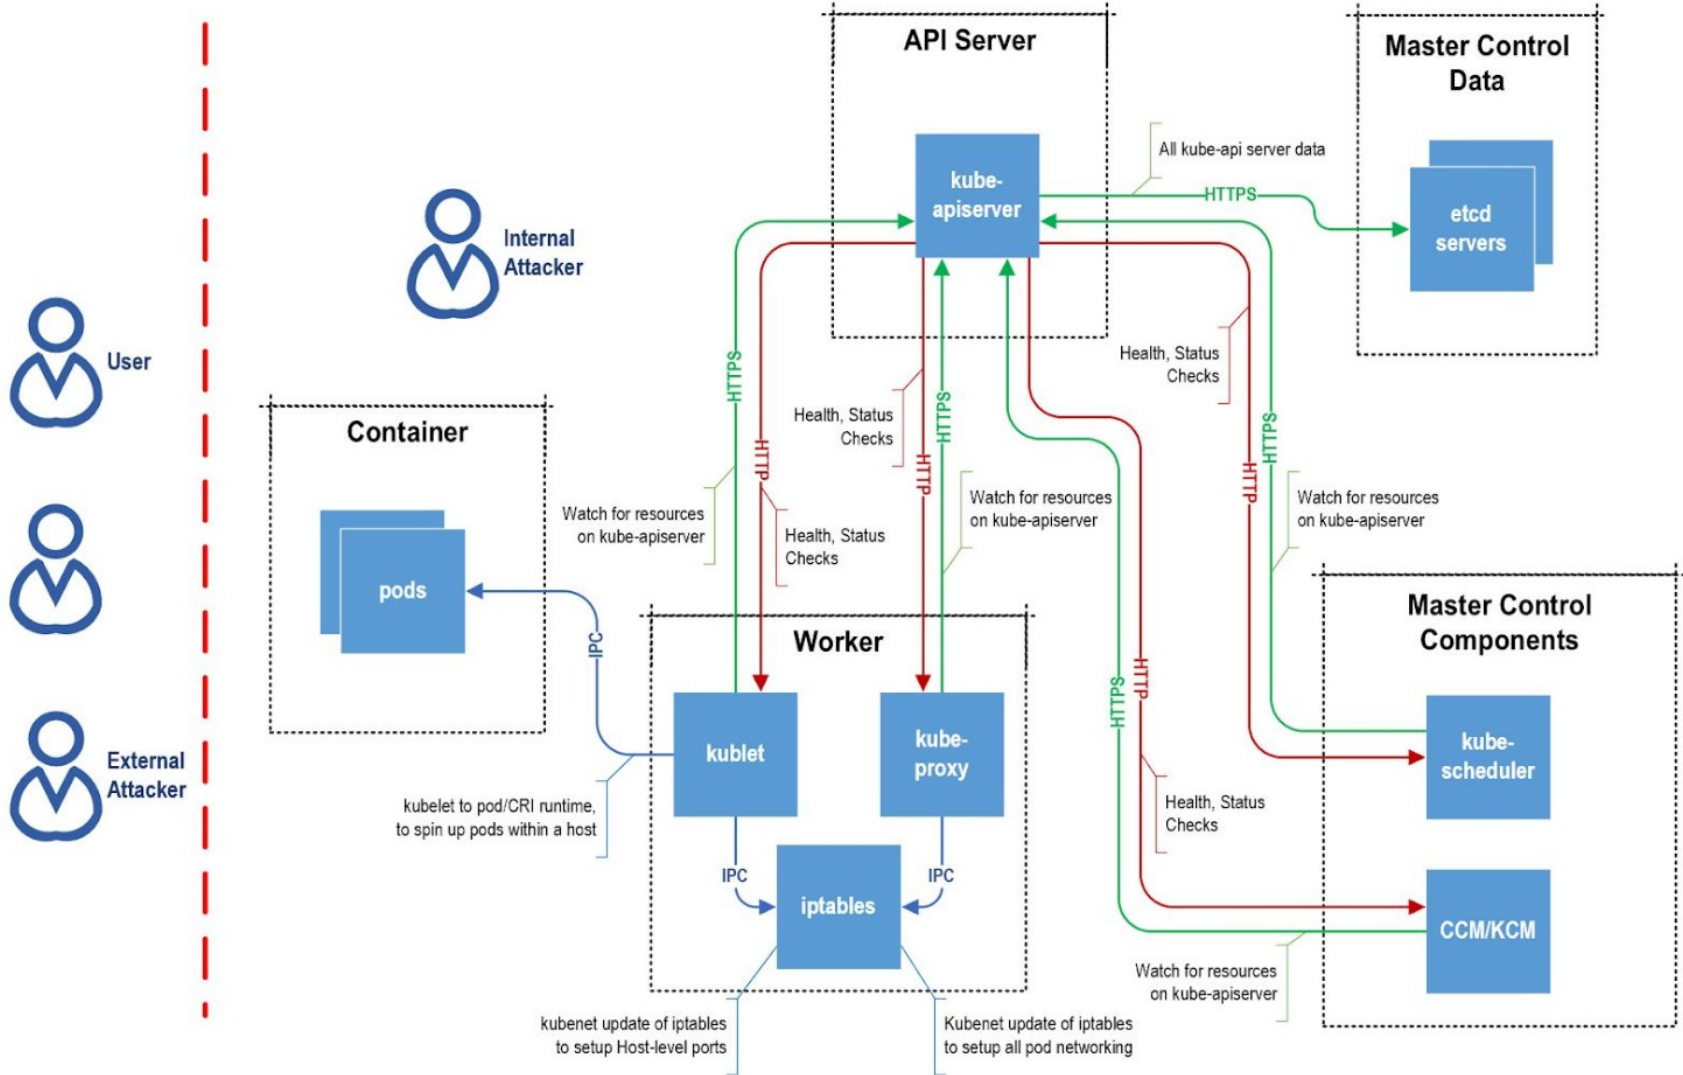 API Server
Master Control
Data
kube-
apiserver
All kube-api server data
HTTPS
etcd
servers
Internal
Attacker
User
External
Attacker
Container
pods
IPC
kubelet to pod/CRI runtime,
to spin up pods within a host
HTTPS
Watch for resources
on kube-apiserver
HTTP
Health, Status
Checks
Health, Status
Checks
HTTP
HTTPS
Watch for resources
on kube-apiserver
Health, Status
Checks
HTTP
HTTPS
Watch for resources
on kube-apiserver
HTTPS
HTTP
Health, Status
Checks
Watch for resources
on kube-apiserver
Worker
kublet
kube-
proxy
IPC
IPC
iptables
kubenet update of iptables
to setup Host-level ports
Kubenet update of iptables
to setup all pod networking
Master Control
Components
kube-
scheduler
CCM/KCM